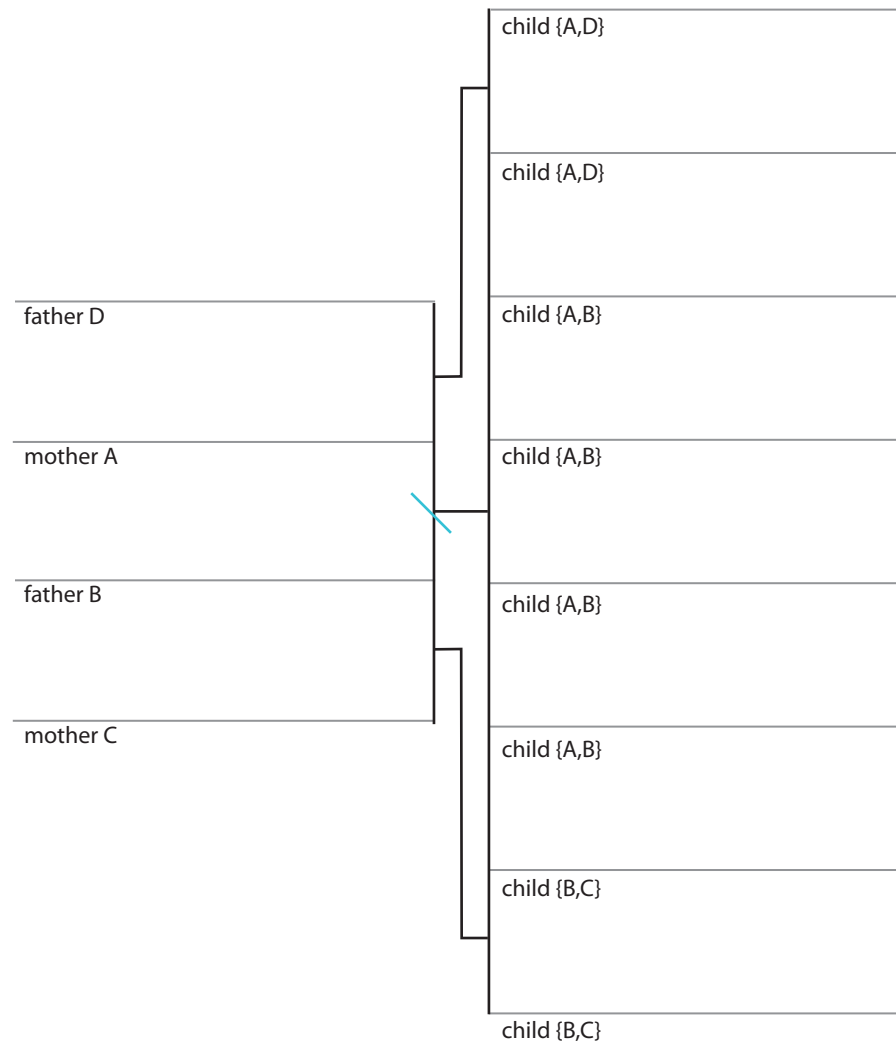 child {A,D}
child {A,D}
child {A,B}
father D
child {A,B}
mother A
child {A,B}
father B
child {A,B}
mother C
child {B,C}
child {B,C}